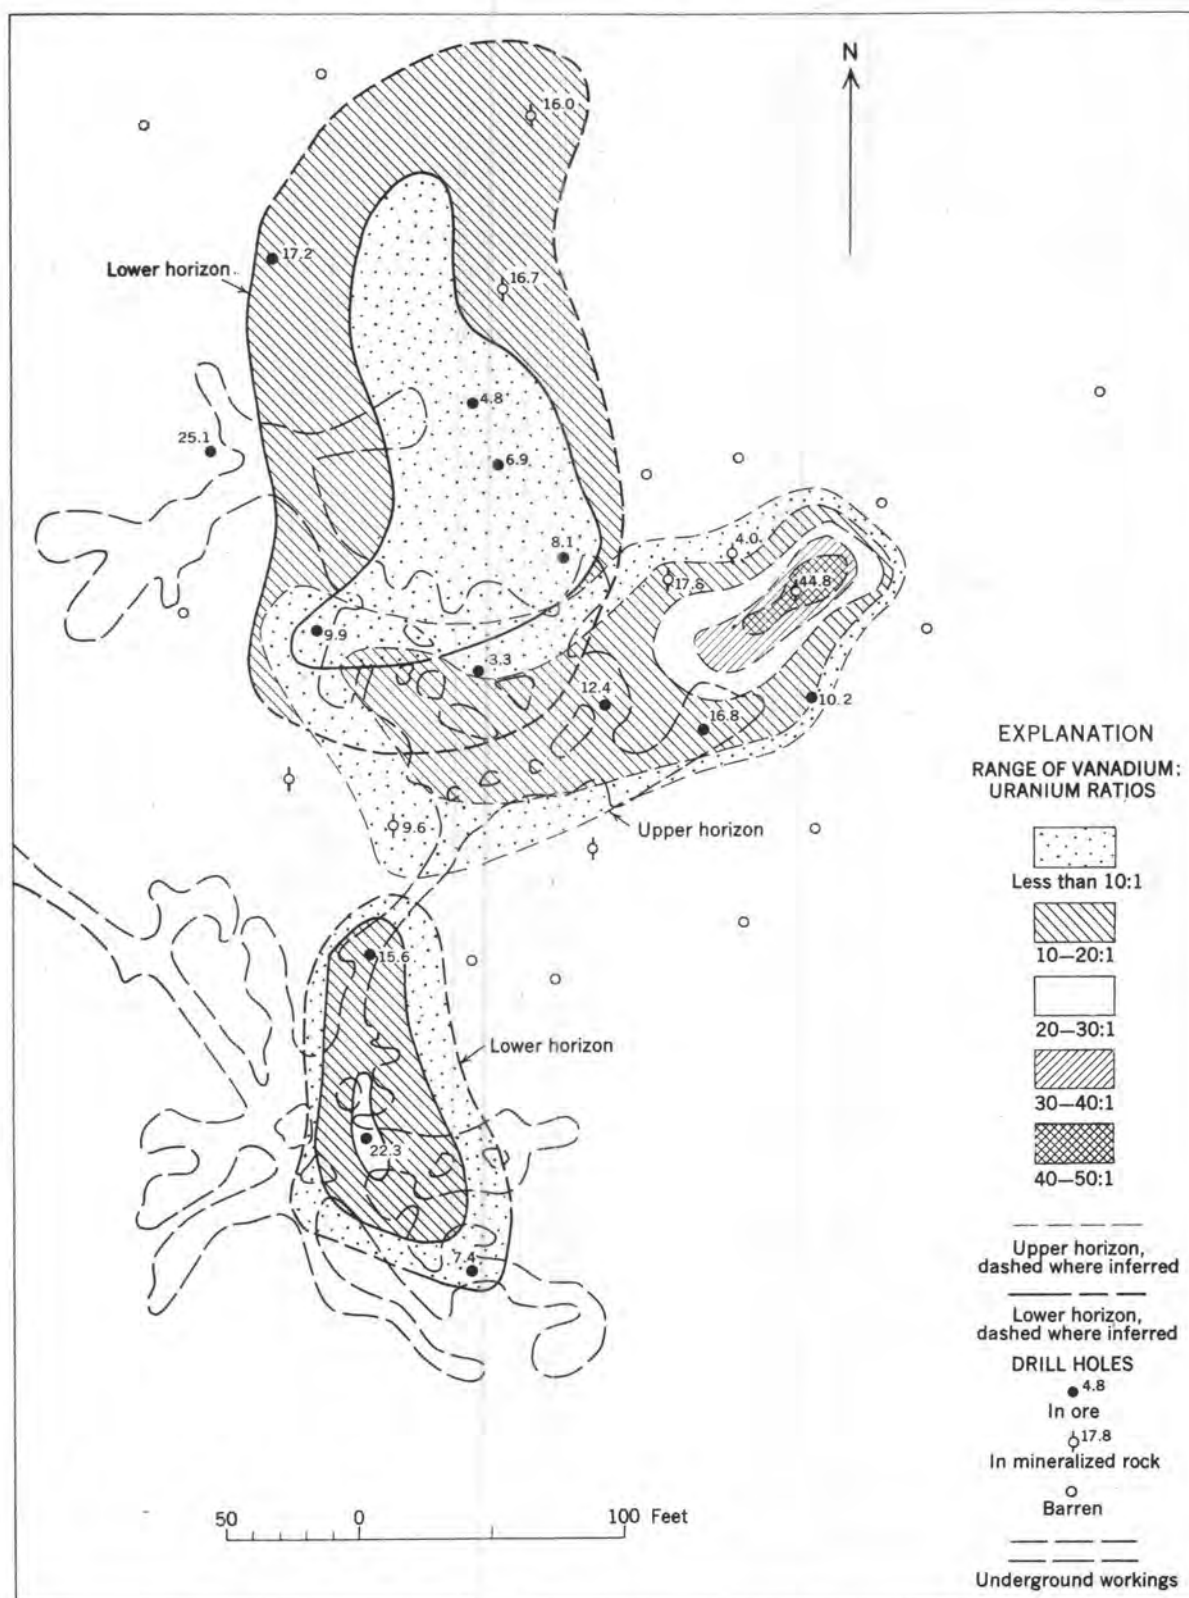 N
16.0
17.2
Lower horizon
16.7
4.8
25.1
6.9
8.1
4.0
17.8
44.8
9.9
3.3
12.4
16.8
10.2
9.6
Upper horizon
15.6
Lower horizon
22.3
7.4
50 0 100 Feet
EXPLANATION
RANGE OF VANADIUM:
URANIUM RATIOS
Less than 10:1
10—20:1
20—30:1
30—40:1
40—50:1
Upper horizon,
dashed where inferred
Lower horizon,
dashed where inferred
DRILL HOLES
4.8
In ore
17.8
In mineralized rock
Barren
Underground workings